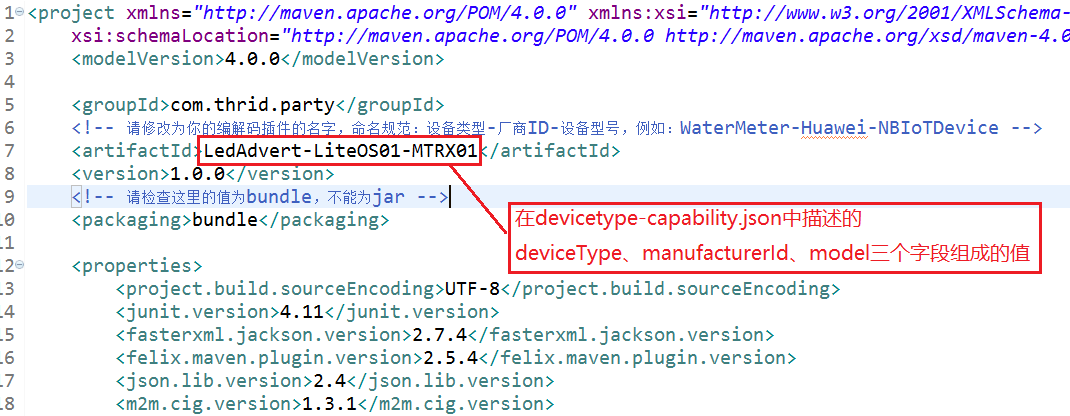 1 <project xmlns="http://maven.apache.org/POM/4.0.0" xmlns:xsi="http://www.w3.org/2001/XMLSchema-
2 xsi:schemaLocation="http://maven.apache.org/POM/4.0.0 http://maven.apache.org/xsd/maven-4.0
3 <modelVersion>4.0.0</modelVersion>
4
5 <groupId>com.thrid.party</groupId>
6 <!-- 请修改为你的编解码插件的名字，命名规范：设备类型-厂商ID-设备型号，例如：WaterMeter-Huawei-NBIoTDevice -->
7 <artifactId>LedAdvert-LiteOS01-MTRX01</artifactId>
8 <version>1.0.0</version>
9 <!-- 请检查这里的值为bundle，不能为jar -->
10 <packaging>bundle</packaging>
在devicetype-capability.json中描述的
deviceType、manufacturerId、model三个字段组成的值
11
12 <properties>
13 <project.build.sourceEncoding>UTF-8</project.build.sourceEncoding>
14 <junit.version>4.11</junit.version>
15 <fasterxml.jackson.version>2.7.4</fasterxml.jackson.version>
16 <felix.maven.plugin.version>2.5.4</felix.maven.plugin.version>
17 <json.lib.version>2.4</json.lib.version>
18 <m2m.cig.version>1.3.1</m2m.cig.version>